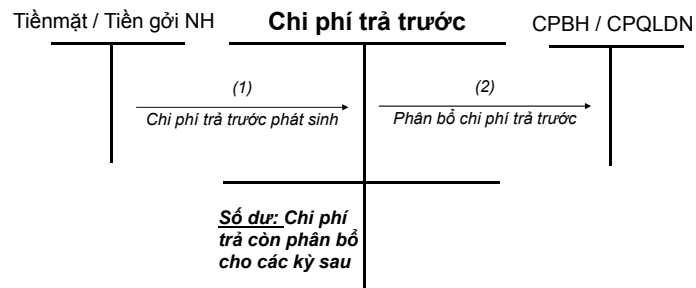 Tiềnmặt / Tiền gởi NH
Chi phí trả trước
CPBH / CPQLDN
(1)
Chi phí trả trước phát sinh
(2)
Phân bổ chi phí trả trước
Số dư: Chi phí
trả còn phân bổ
cho các kỳ sau